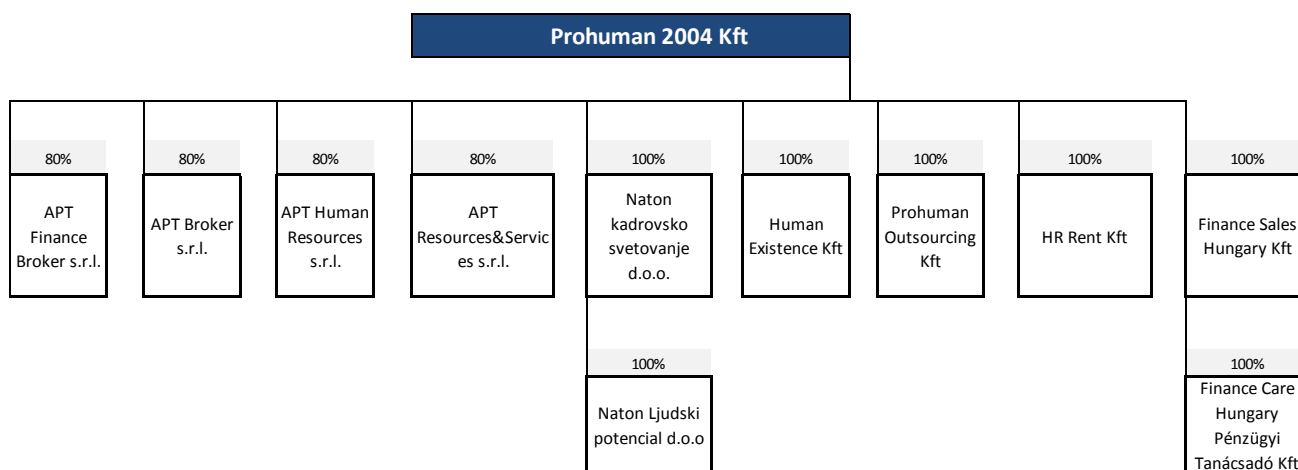 Prohuman 2004 Kft
80%
80%
80%
80%
100%
100%
100%
100%
100%
APT
Finance
Broker s.r.l.
APT Broker
s.r.l.
APT Human
Resources
s.r.l.
APT
Resources&Servic
es s.r.l.
Naton
kadrovsko
svetovanje
d.o.o.
Human
Existence Kft
Prohuman
Outsourcing
Kft
HR Rent Kft
Finance Sales
Hungary Kft
100%
100%
Naton Ljudski
potencial d.o.o
Finance Care
Hungary
Pénzügyi
Tanácsadó Kft